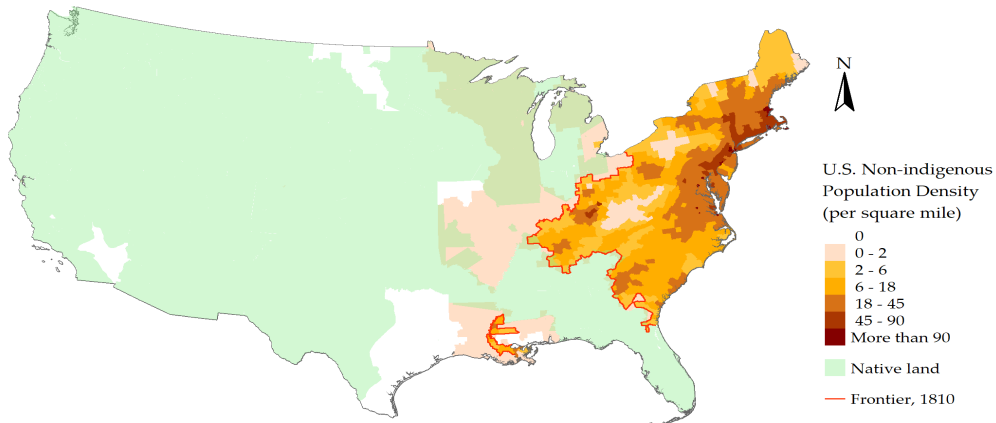 N
U.S. Non-indigenous
Population Density
(per square mile)
0
0 - 2
2 - 6
6 - 18
18 - 45
45 - 90
More than 90
Native land
Frontier, 1810